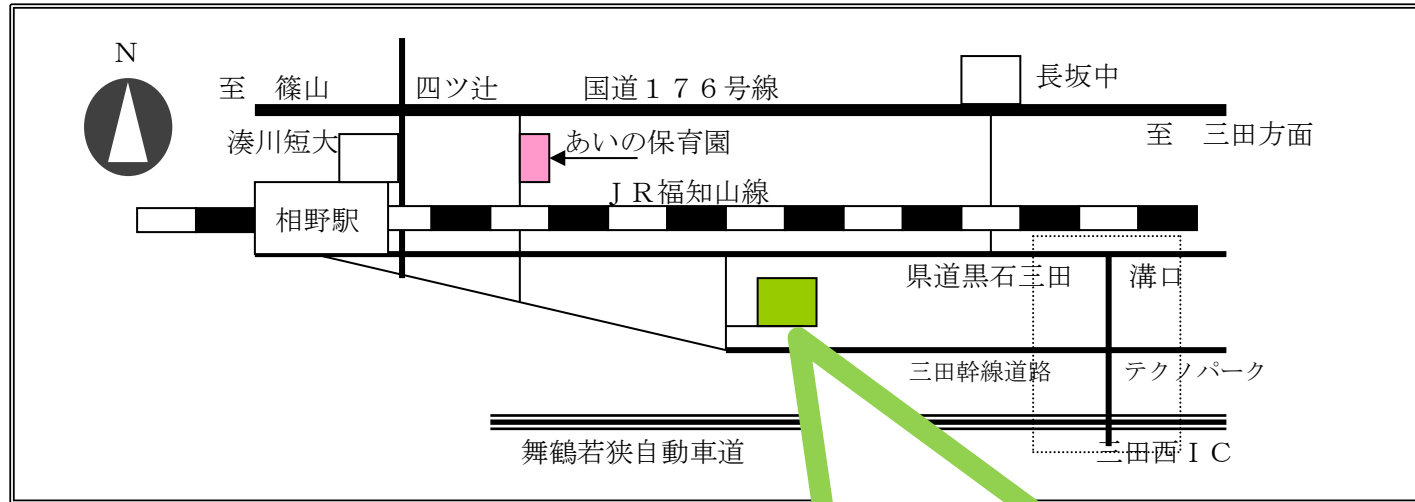 N
至 篠山
四ツ辻
国道１７６号線
長坂中
至 三田方面
湊川短大
あいの保育園
ＪＲ福知山線
相野駅
県道黒石三田
溝口
三田幹線道路
テクノパーク
舞鶴若狭自動車道
三田西ＩＣ